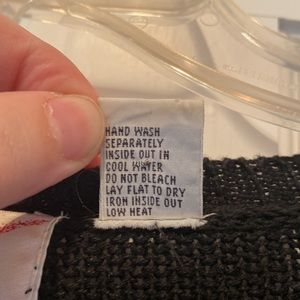 HAND WASH
SEPARATELY
INSIDE OUT IN
COOL WATER
DO NOT BLEACH
LAY FLAT TO DRY
IRON INSIDE OUT
LOW HEAT